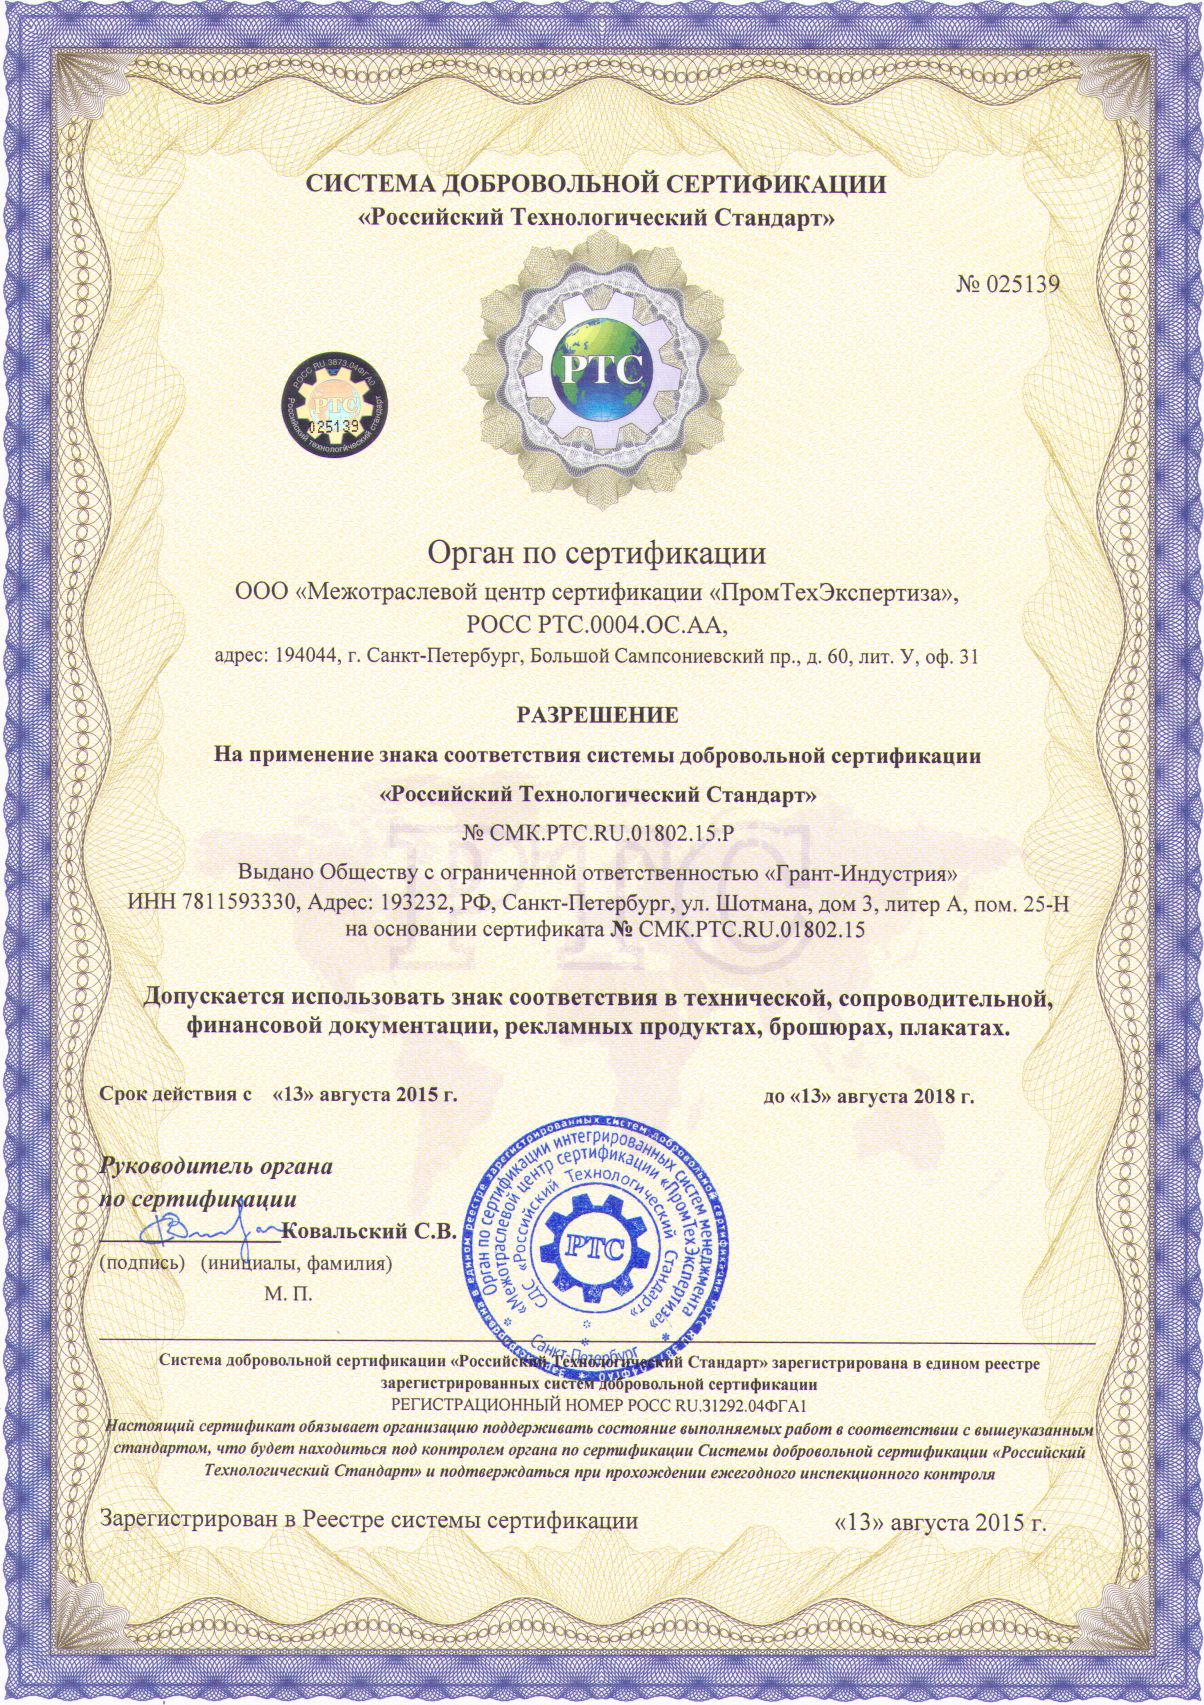 СИСТЕМА ДОБРОВОЛЬНОЙ СЕРТИФИКАЦИИ
«Российский Технологический Стандарт»
№ 025139
РТС
РОСС RU.3873.04ФГА0
РТС
025139
Российский технологический стандарт
Орган по сертификации
ООО «Межотраслевой центр сертификации «ПромТехЭкспертиза»,
РОСС РТС.0004.ОС.АА,
адрес: 194044, г. Санкт-Петербург, Большой Сампсониевский пр., д. 60, лит. У, оф. 31
РАЗРЕШЕНИЕ
На применение знака соответствия системы добровольной сертификации
«Российский Технологический Стандарт»
№ СМК.РТС.RU.01802.15.Р
Выдано Обществу с ограниченной ответственностью «Грант-Индустрия»
ИНН 7811593330, Адрес: 193232, РФ, Санкт-Петербург, ул. Шотмана, дом 3, литер А, пом. 25-Н
на основании сертификата № СМК.РТС.RU.01802.15
РТС
Допускается использовать знак соответствия в технической, сопроводительной,
финансовой документации, рекламных продуктах, брошюрах, плакатах.
Срок действия с «13» августа 2015 г.
до «13» августа 2018 г.
Руководитель органа
по сертификации
Ковальский С.В.
(подпись) (инициалы, фамилия)
М. П.
Орган по сертификации интегрированных систем менеджмента
«Межотраслевой центр сертификации «ПромТехЭкспертиза»
СДС «Российский Технологический Стандарт»
РТС
Санкт-Петербург
Система добровольной сертификации «Российский Технологический Стандарт» зарегистрирована в едином реестре
зарегистрированных систем добровольной сертификации
РЕГИСТРАЦИОННЫЙ НОМЕР РОСС RU.31292.04ФГА1
Настоящий сертификат обязывает организацию поддерживать состояние выполняемых работ в соответствии с вышеуказанным
стандартом, что будет находиться под контролем органа по сертификации Системы добровольной сертификации «Российский
Технологический Стандарт» и подтверждаться при прохождении ежегодного инспекционного контроля
Зарегистрирован в Реестре системы сертификации
«13» августа 2015 г.